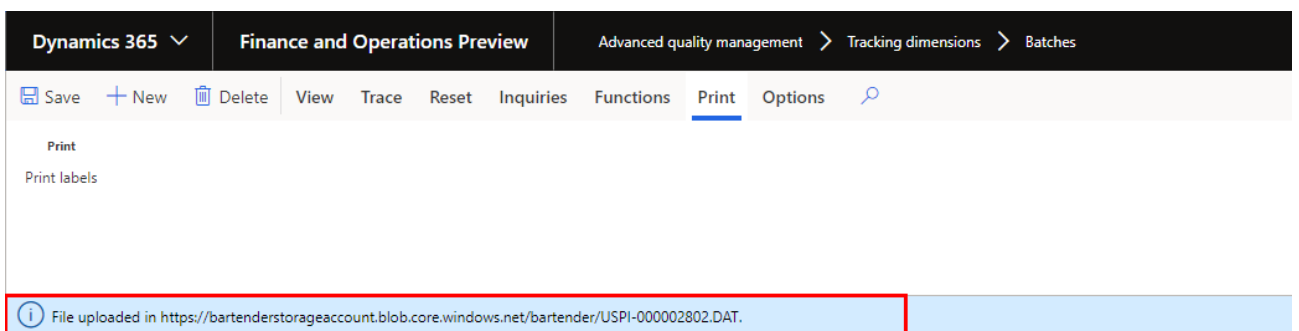 Dynamics 365 Finance and Operations Preview Advanced quality management Tracking dimensions Batches
Save New Delete View Trace Reset Inquiries Functions Print Options
Print
Print labels
File uploaded in https://bartenderstorageaccount.blob.core.windows.net/bartender/USPI-000002802.DAT.